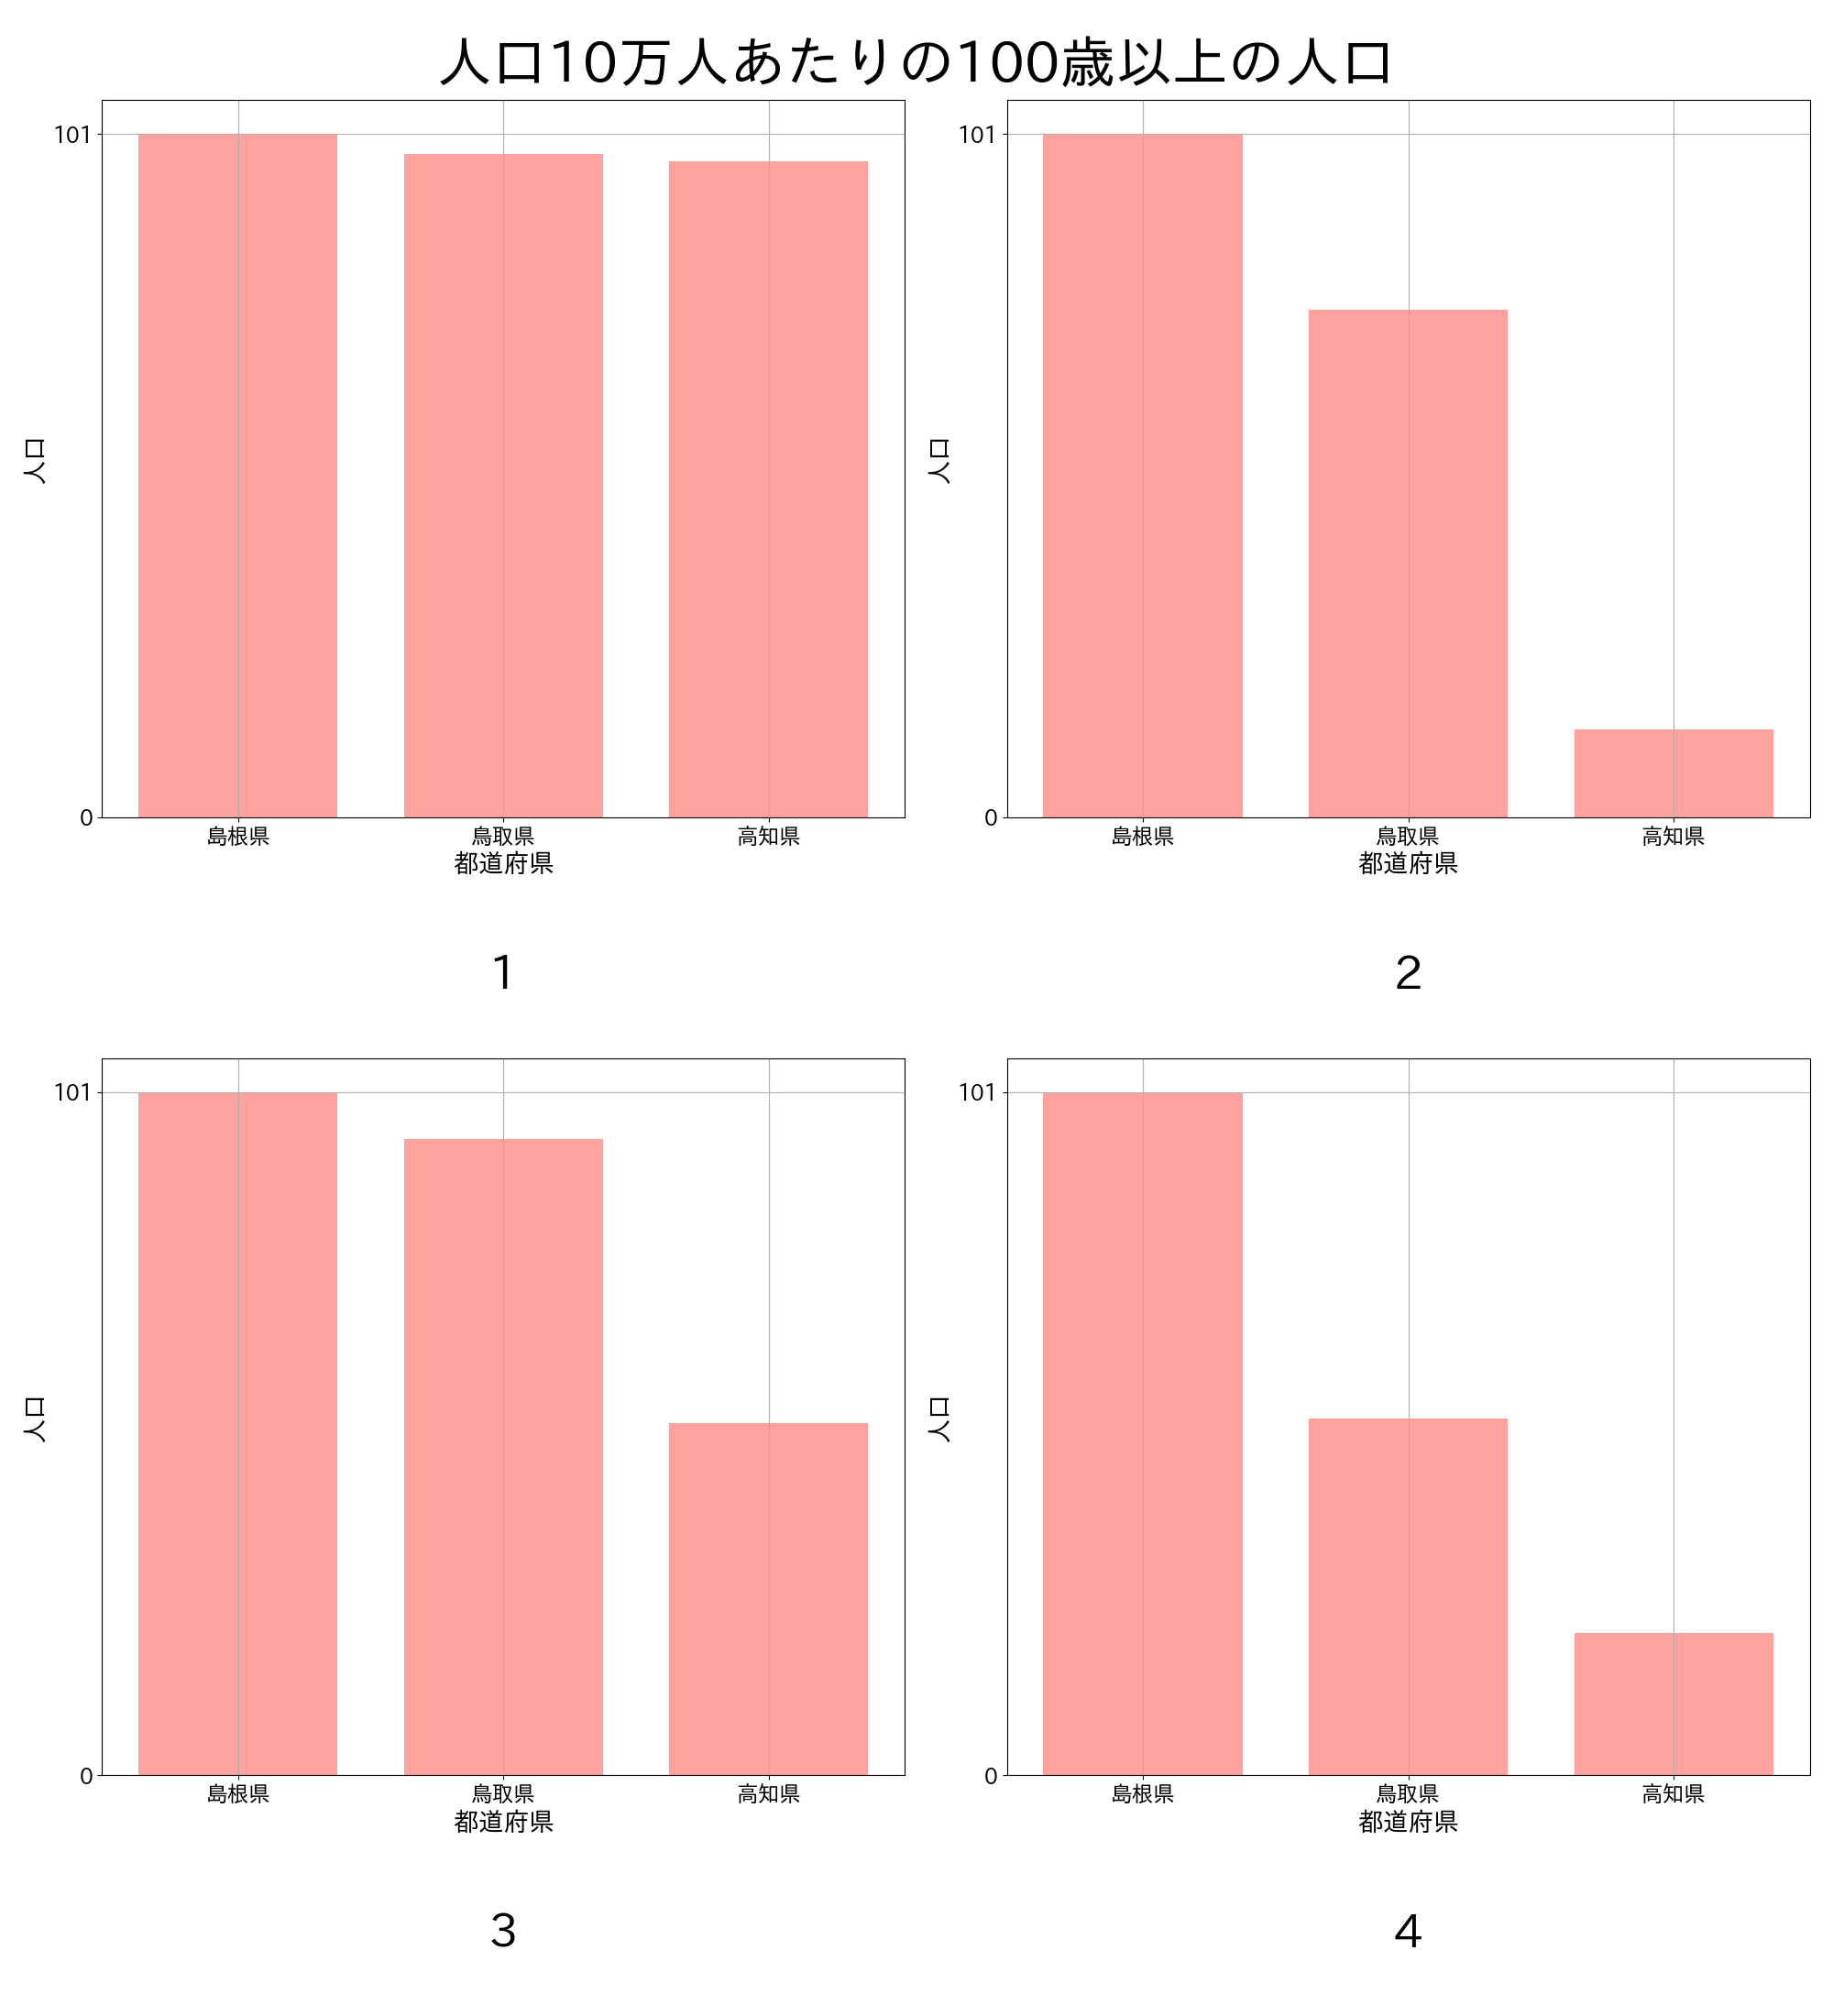 人口10万人あたりの100歳以上の人口
101
0
人口
島根県 鳥取県 高知県
都道府県
1
101
0
人口
島根県 鳥取県 高知県
都道府県
2
101
0
人口
島根県 鳥取県 高知県
都道府県
3
101
0
人口
島根県 鳥取県 高知県
都道府県
4